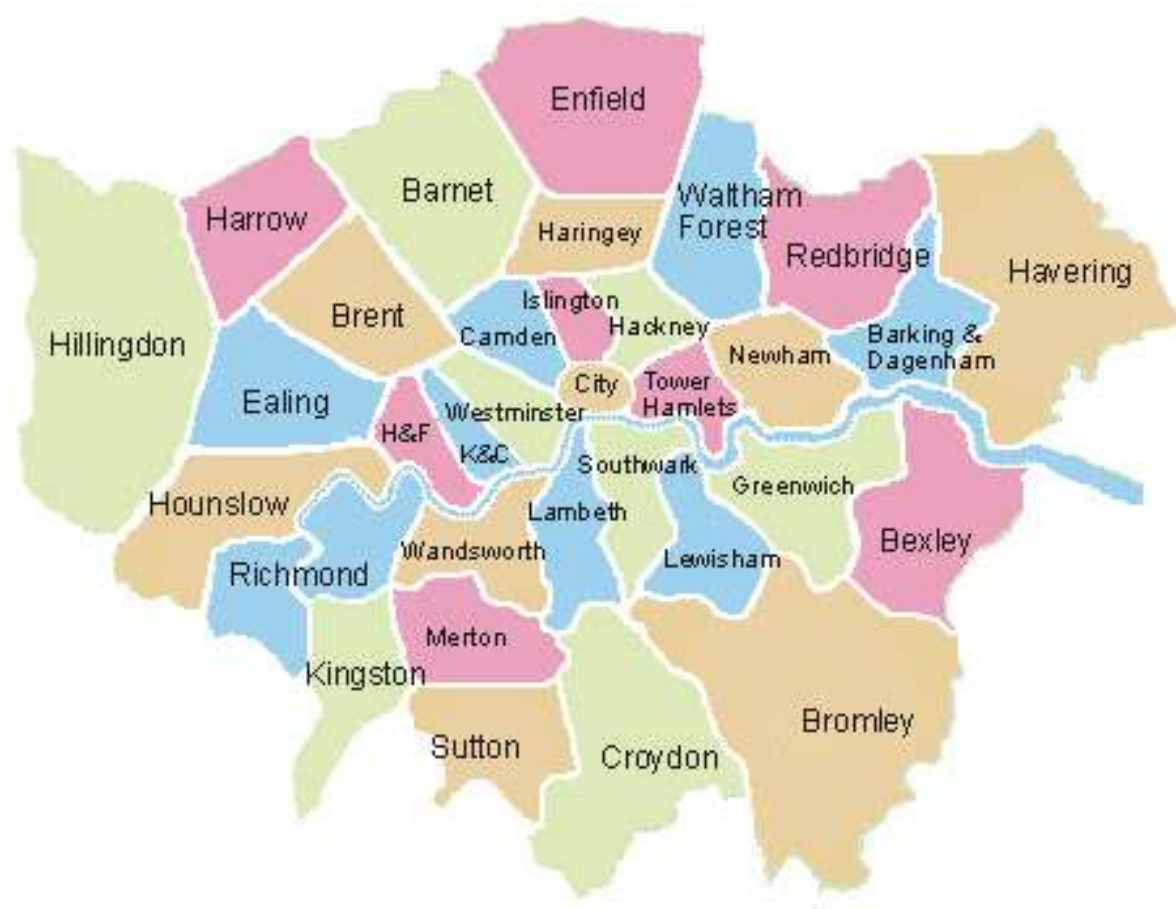 Enfield
Barnet
Waltham
Forest
Harrow
Haringey
Redbridge
Havering
Islington
Brent
Hackney
Camden
Barking &
Dagenham
Hillingdon
Newham
City
Tower
Hamlets
Ealing
Westminster
H&F
K&C
Southwark
Greenwich
Hounslow
Lambeth
Bexley
Wandsworth
Lewisham
Richmond
Merton
Kingston
Bromley
Sutton
Croydon